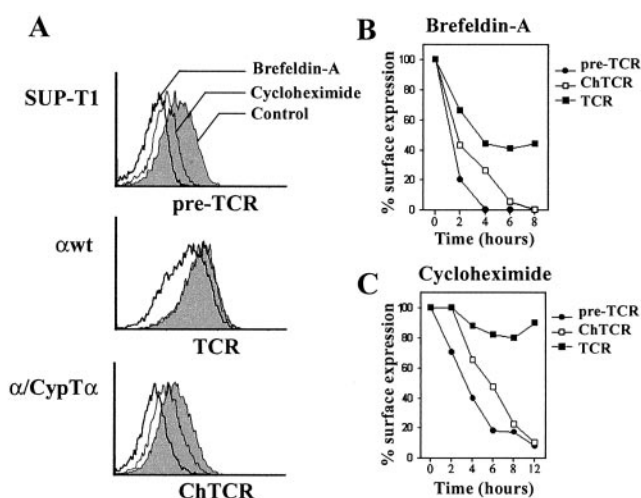 A
SUP-T1
Brefeldin-A
Cycloheximide
Control
pre-TCR
αwt
TCR
α/CypTα
ChTCR
B
Brefeldin-A
% surface expression
100
80
60
40
20
0
0 2 4 6 8
Time (hours)
pre-TCR
ChTCR
TCR
C
Cycloheximide
% surface expression
100
80
60
40
20
0
0 2 4 6 8 12
Time (hours)
pre-TCR
ChTCR
TCR